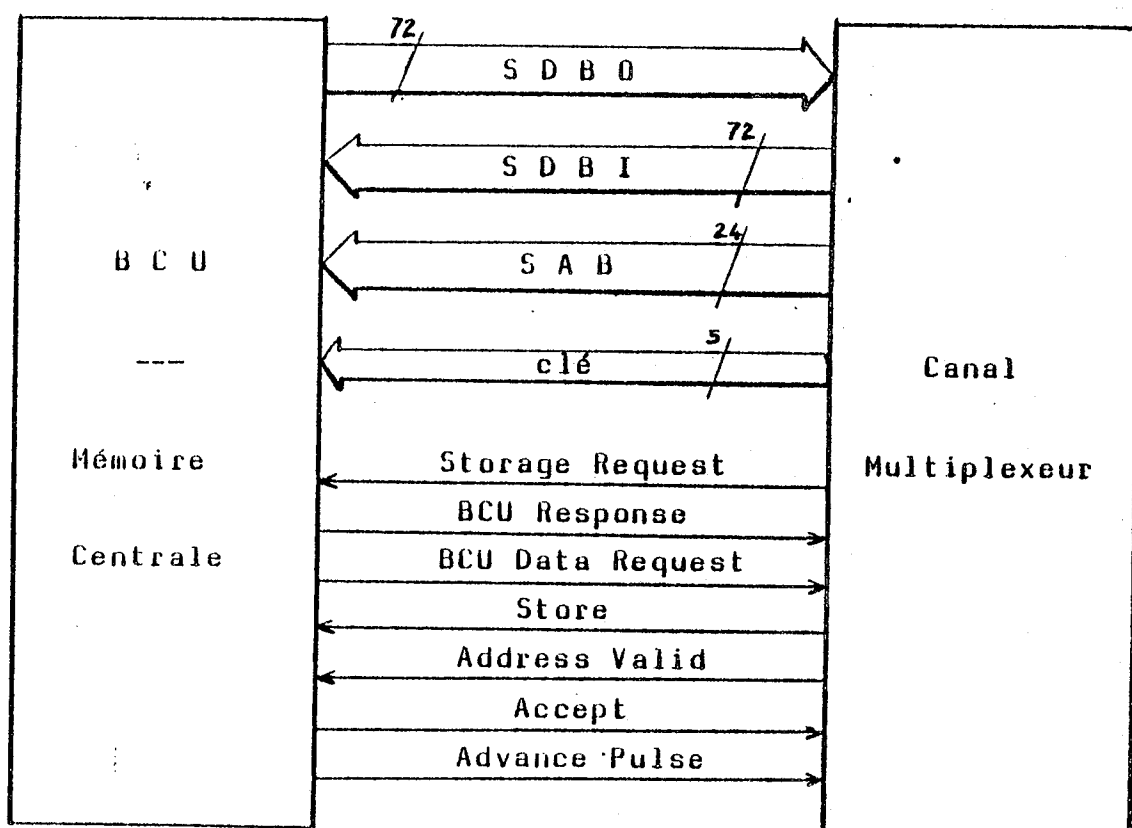 72
S D B O
72
S D B I
24
B C U
S A B
5
---
clé
Canal
Mémoire
Storage Request
Multiplexeur
BCU Response
Centrale
BCU Data Request
Store
Address Valid
Accept
Advance Pulse